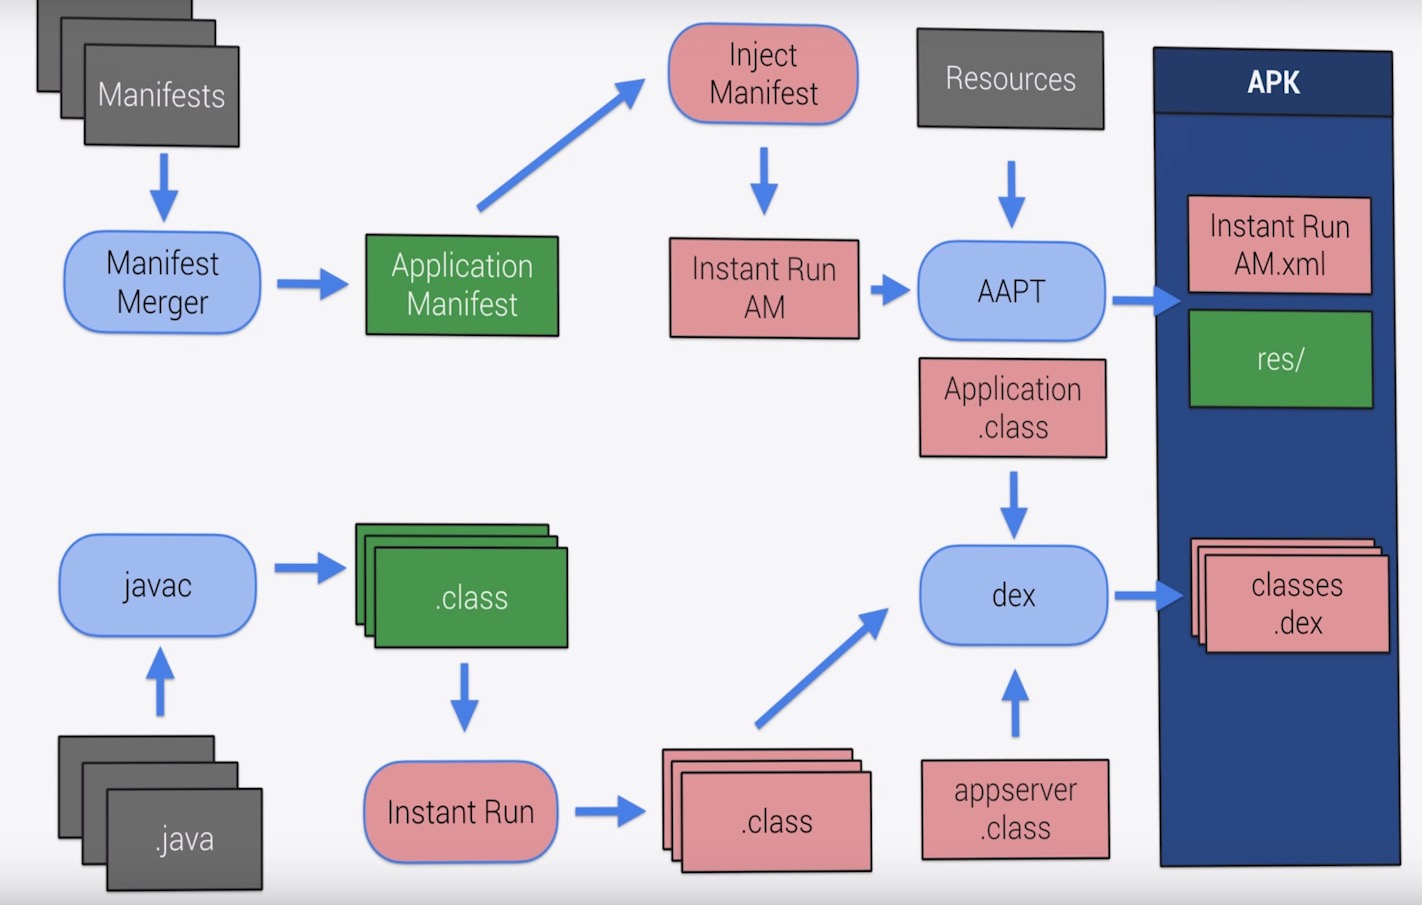 Manifests
Inject
Manifest
Resources
APK
Manifest
Merger
Application
Manifest
Instant Run
AM
AAPT
Instant Run
AM.xml
res/
Application
.class
javac
.class
dex
classes
.dex
.java
Instant Run
.class
appserver
.class